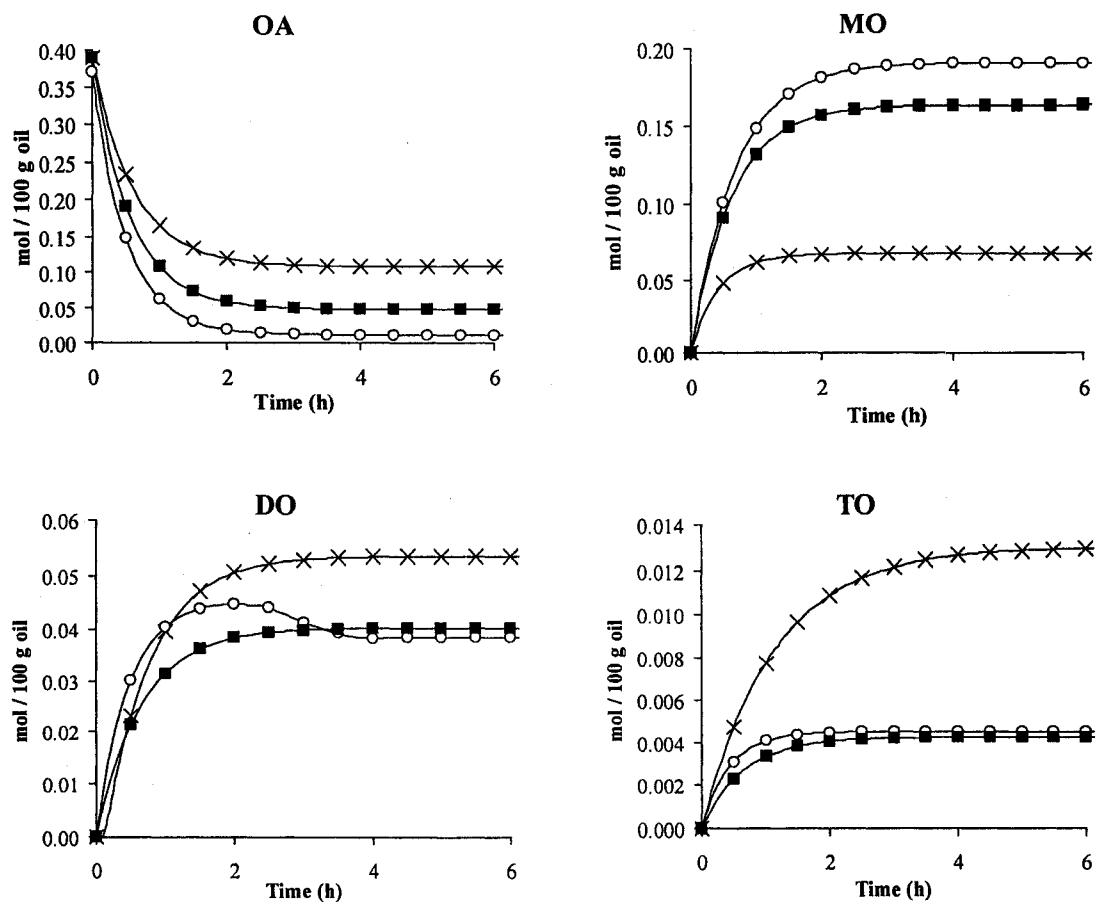 OA
mol / 100 g oil
0.40
0.35
0.30
0.25
0.20
0.15
0.10
0.05
0.00
0 2 4 6
Time (h)
MO
mol / 100 g oil
0.20
0.15
0.10
0.05
0.00
0 2 4 6
Time (h)
DO
mol / 100 g oil
0.06
0.05
0.04
0.03
0.02
0.01
0.00
0 2 4 6
Time (h)
TO
mol / 100 g oil
0.014
0.012
0.010
0.008
0.006
0.004
0.002
0.000
0 2 4 6
Time (h)